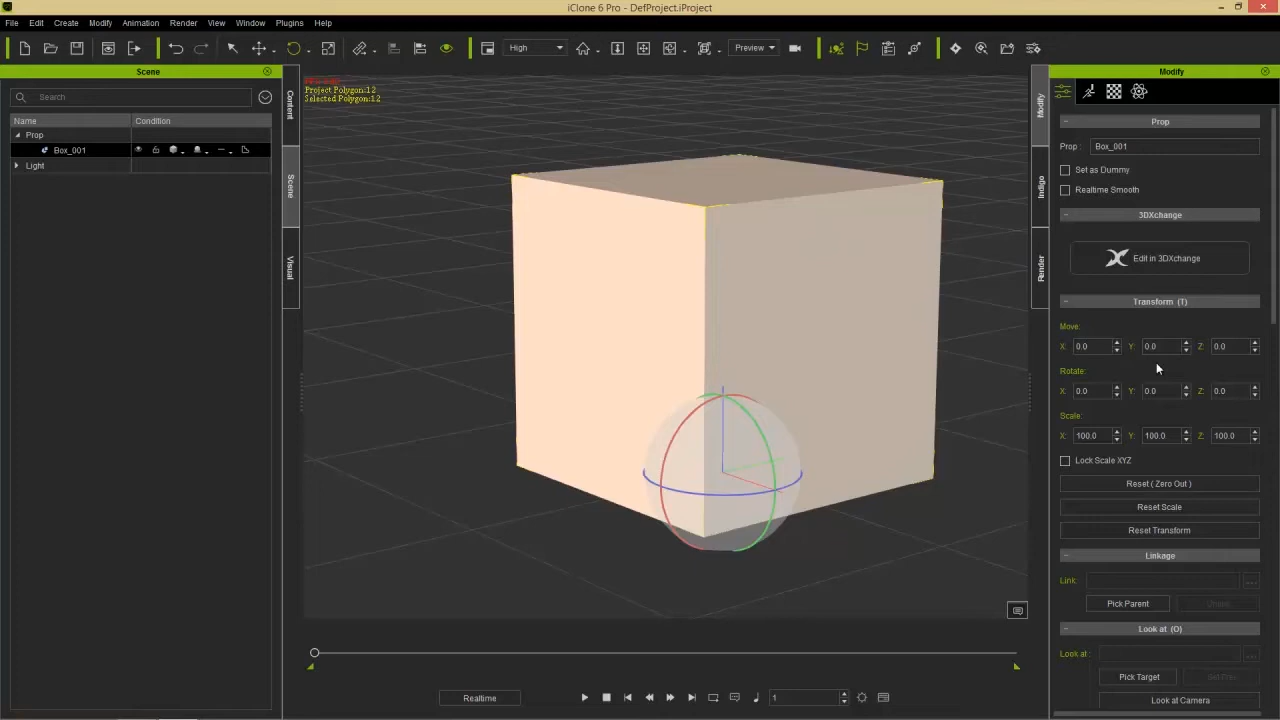 iClone 6 Pro - DefProject.iProject
File Edit Create Modify Animation Render View Window Plugins Help
High Preview
Scene
Search
Name Condition
Prop
Box_001
Light
Content
Scene
Visual
Project Polygon:12
Selected Polygon:12
Realtime
1
Modify
Indigo
Render
Modify
Prop
Prop : Box_001
Set as Dummy
Realtime Smooth
3DXchange
Edit in 3DXchange
Transform (T)
Move:
X: 0.0 Y: 0.0 Z: 0.0
Rotate:
X: 0.0 Y: 0.0 Z: 0.0
Scale:
X: 100.0 Y: 100.0 Z: 100.0
Lock Scale XYZ
Reset ( Zero Out )
Reset Scale
Reset Transform
Linkage
Link:
Pick Parent
Look at (O)
Look at :
Pick Target
Look at Camera